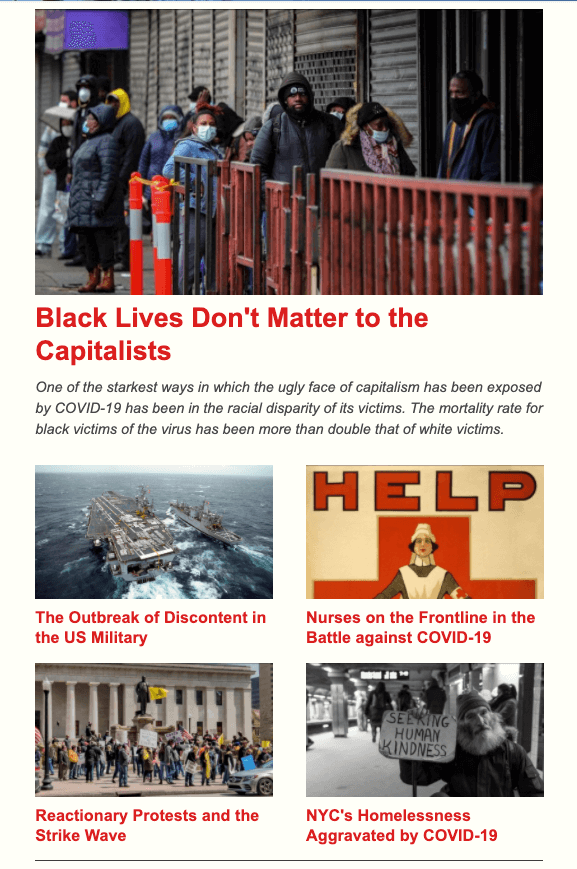 Black Lives Don't Matter to the
Capitalists
One of the starkest ways in which the ugly face of capitalism has been exposed
by COVID-19 has been in the racial disparity of its victims. The mortality rate for
black victims of the virus has been more than double that of white victims.
HELP
The Outbreak of Discontent in
the US Military
Nurses on the Frontline in the
Battle against COVID-19
SEEKING
HUMAN
KINDNESS
Reactionary Protests and the
Strike Wave
NYC's Homelessness
Aggravated by COVID-19